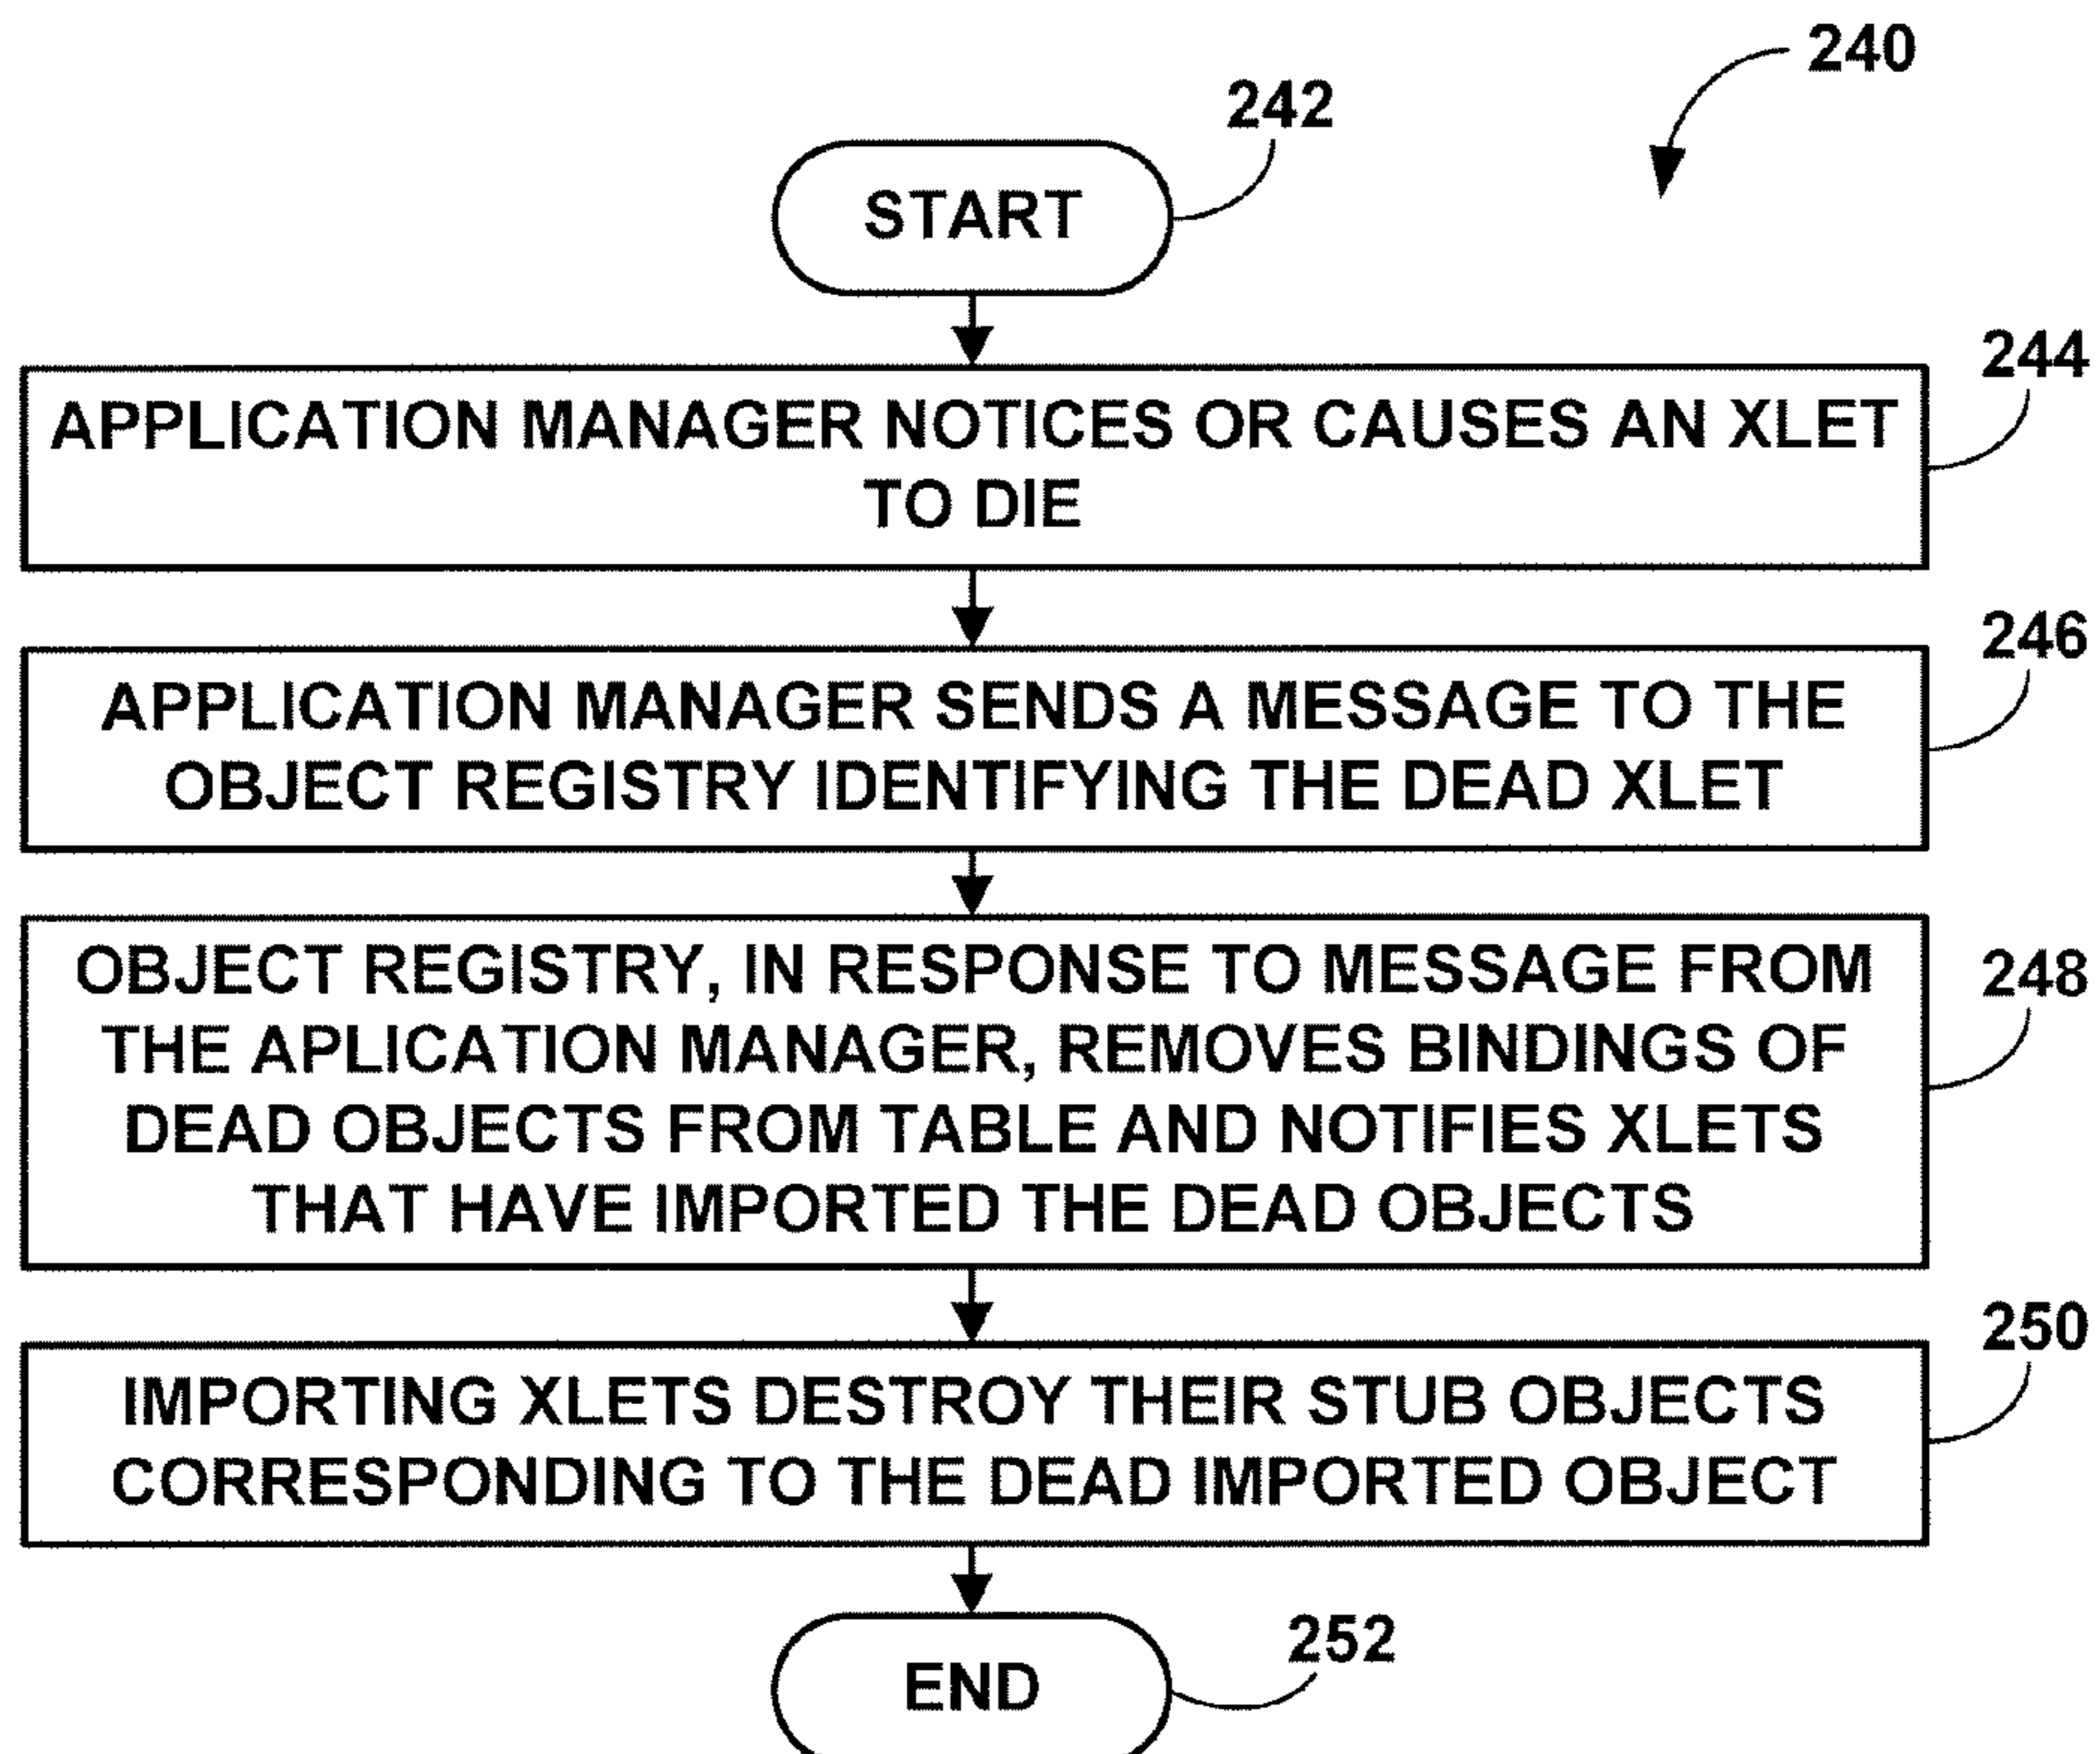 240
242
START
244
APPLICATION MANAGER NOTICES OR CAUSES AN XLET
TO DIE
246
APPLICATION MANAGER SENDS A MESSAGE TO THE
OBJECT REGISTRY IDENTIFYING THE DEAD XLET
248
OBJECT REGISTRY, IN RESPONSE TO MESSAGE FROM
THE APLICATION MANAGER, REMOVES BINDINGS OF
DEAD OBJECTS FROM TABLE AND NOTIFIES XLETS
THAT HAVE IMPORTED THE DEAD OBJECTS
250
IMPORTING XLETS DESTROY THEIR STUB OBJECTS
CORRESPONDING TO THE DEAD IMPORTED OBJECT
252
END